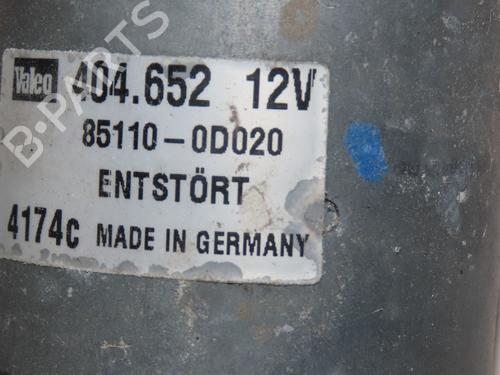 Valeo 404.652 12V
85110-0D020
ENTSTÖRT
4174c MADE IN GERMANY
B-PARTS